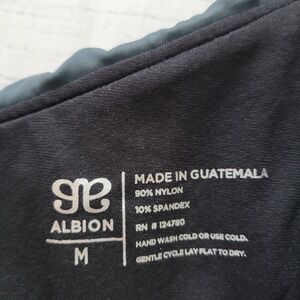 ALBION
M
MADE IN GUATEMALA
90% NYLON
10% SPANDEX
RN # 124780
HAND WASH COLD OR USE COLD.
GENTLE CYCLE LAY FLAT TO DRY.